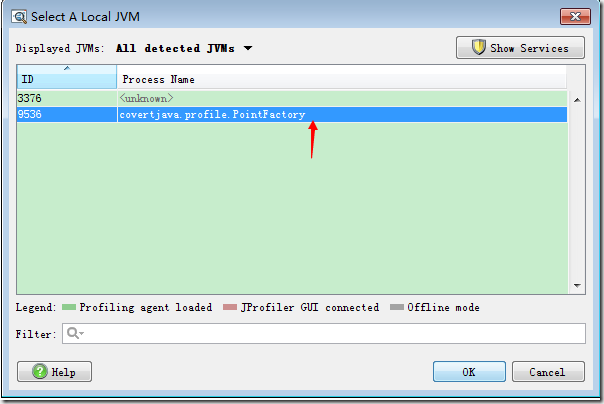 Select A Local JVM
Displayed JVMs: All detected JVMs
Show Services
ID Process Name
3376 <unknown>
9536 covertjava.profile.PointFactory
Legend: Profiling agent loaded JProfiler GUI connected Offline mode
Filter:
Help OK Cancel